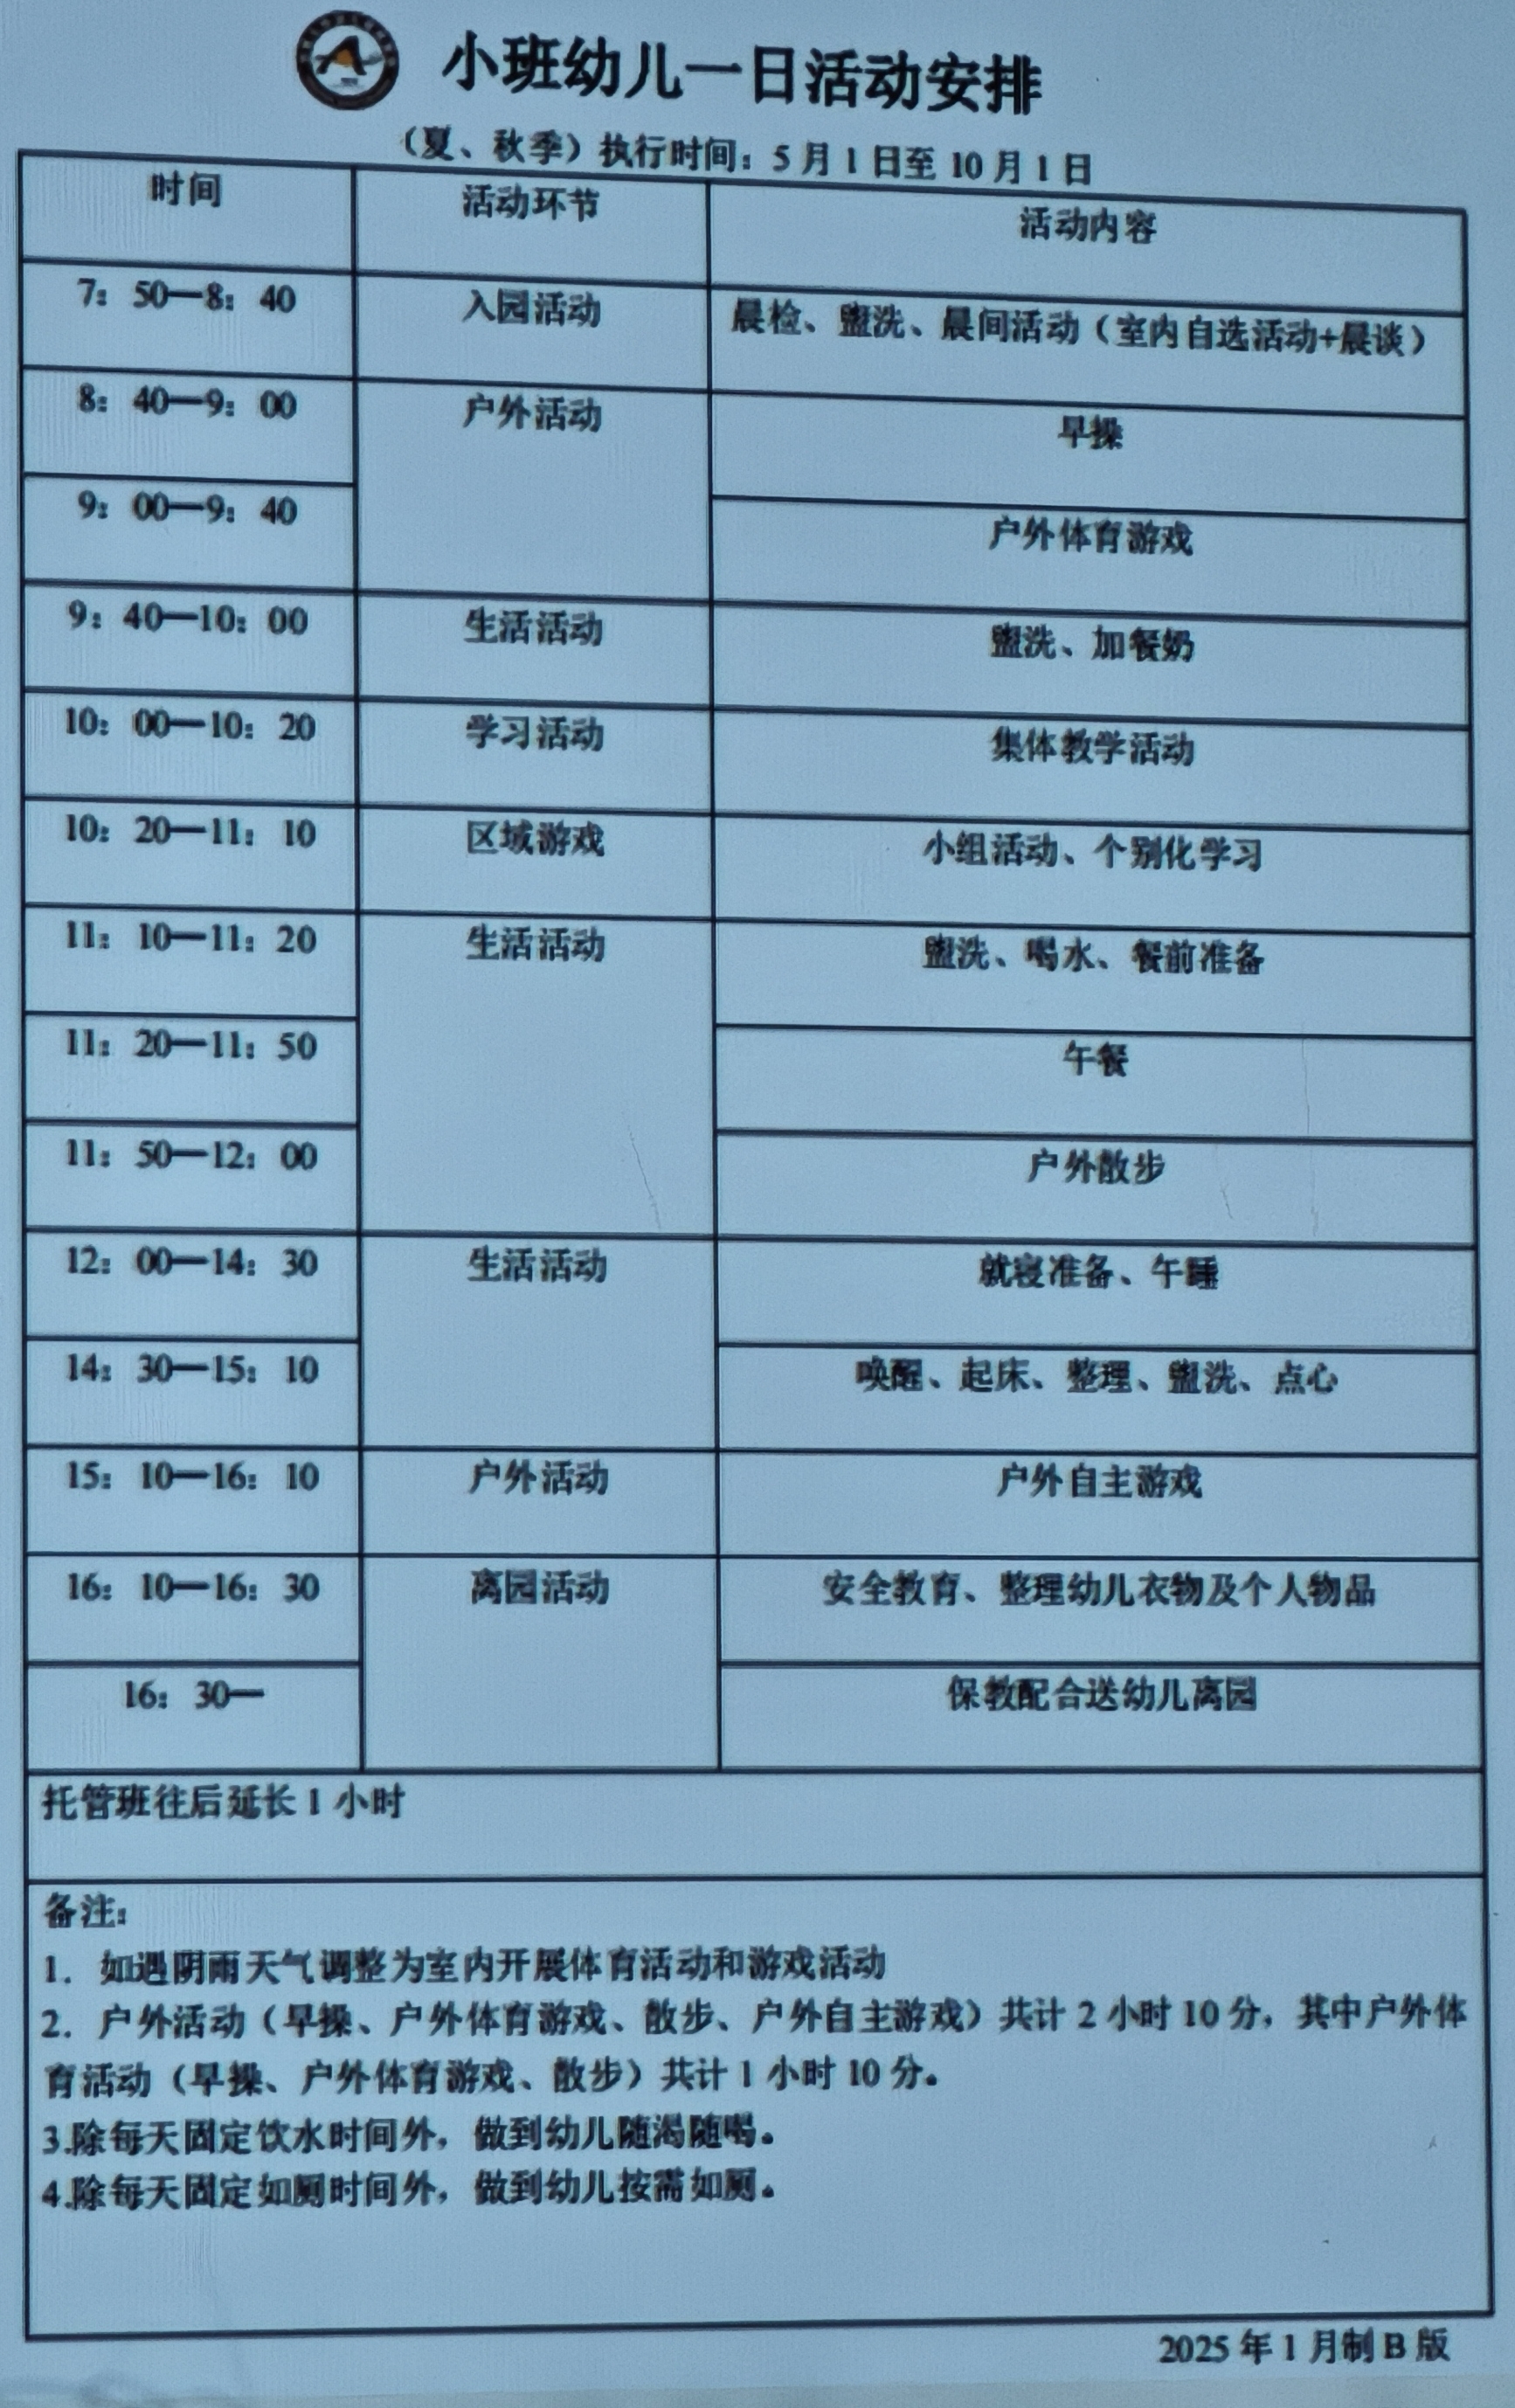 小班幼儿一日活动安排
（夏、秋季）执行时间：5月1日至10月1日
时间 活动环节 活动内容
7：50—8：40 入园活动 晨检、盥洗、晨间活动（室内自选活动+晨谈）
8：40—9：00 户外活动 早操
9：00—9：40 户外体育游戏
9：40—10：00 生活活动 盥洗、加餐奶
10：00—10：20 学习活动 集体教学活动
10：20—11：10 区域游戏 小组活动、个别化学习
11：10—11：20 生活活动 盥洗、喝水、餐前准备
11：20—11：50 午餐
11：50—12：00 户外散步
12：00—14：30 生活活动 就寝准备、午睡
14：30—15：10 唤醒、起床、整理、盥洗、点心
15：10—16：10 户外活动 户外自主游戏
16：10—16：30 离园活动 安全教育、整理幼儿衣物及个人物品
16：30— 保教配合送幼儿离园
托管班往后延长1小时
备注：
1. 如遇阴雨天气调整为室内开展体育活动和游戏活动
2. 户外活动（早操、户外体育游戏、散步、户外自主游戏）共计2小时10分，其中户外体
育活动（早操、户外体育游戏、散步）共计1小时10分。
3.除每天固定饮水时间外，做到幼儿随渴随喝。
4.除每天固定如厕时间外，做到幼儿按需如厕。
2025年1月制B版